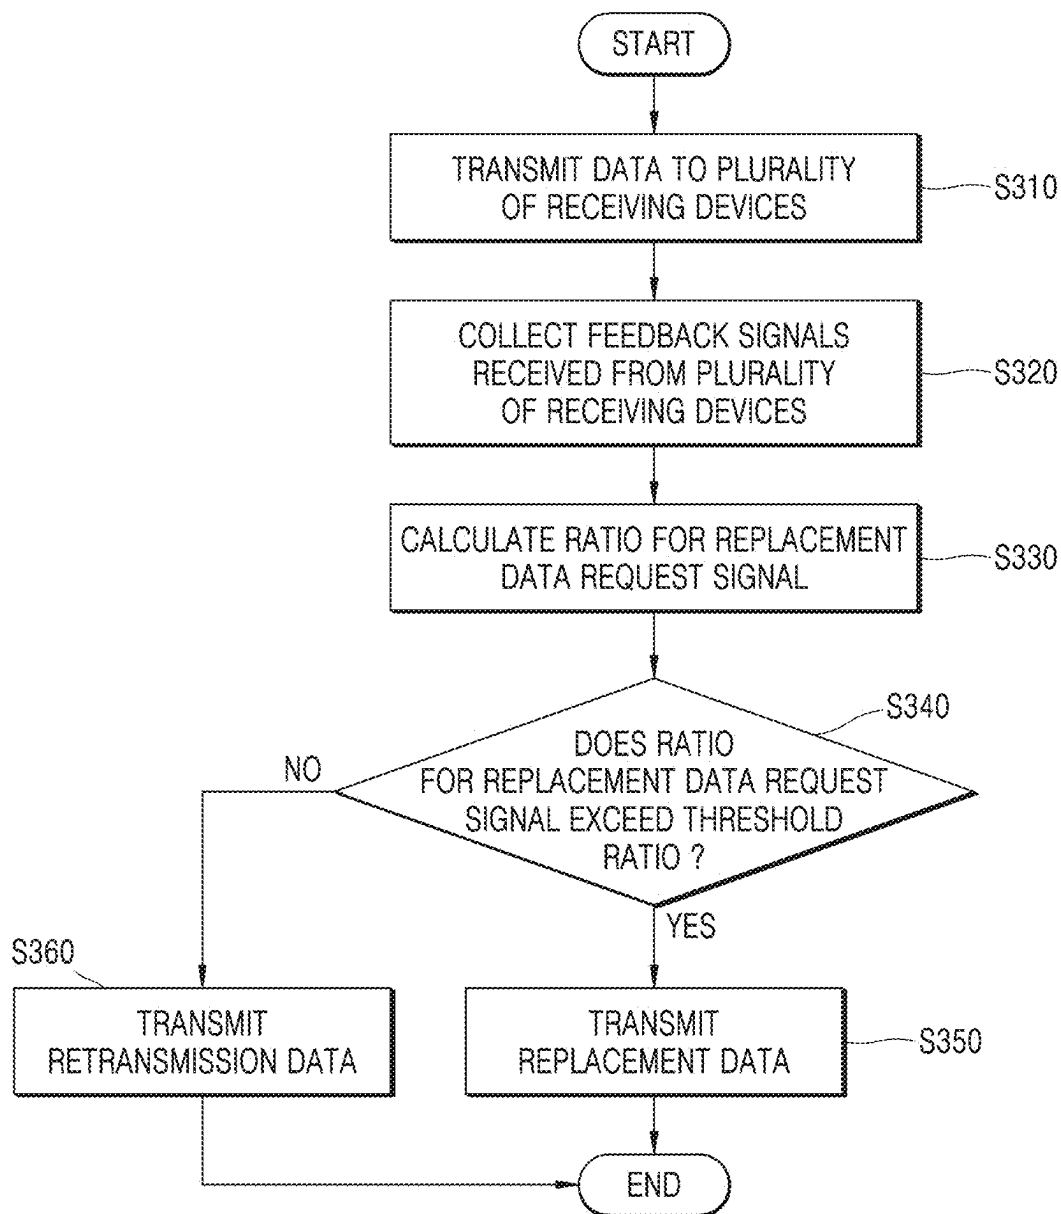 START
TRANSMIT DATA TO PLURALITY
OF RECEIVING DEVICES
S310
COLLECT FEEDBACK SIGNALS
RECEIVED FROM PLURALITY
OF RECEIVING DEVICES
S320
CALCULATE RATIO FOR REPLACEMENT
DATA REQUEST SIGNAL
S330
S340
DOES RATIO
FOR REPLACEMENT DATA REQUEST
SIGNAL EXCEED THRESHOLD
RATIO ?
NO
YES
S360
TRANSMIT
RETRANSMISSION DATA
TRANSMIT
REPLACEMENT DATA
S350
END